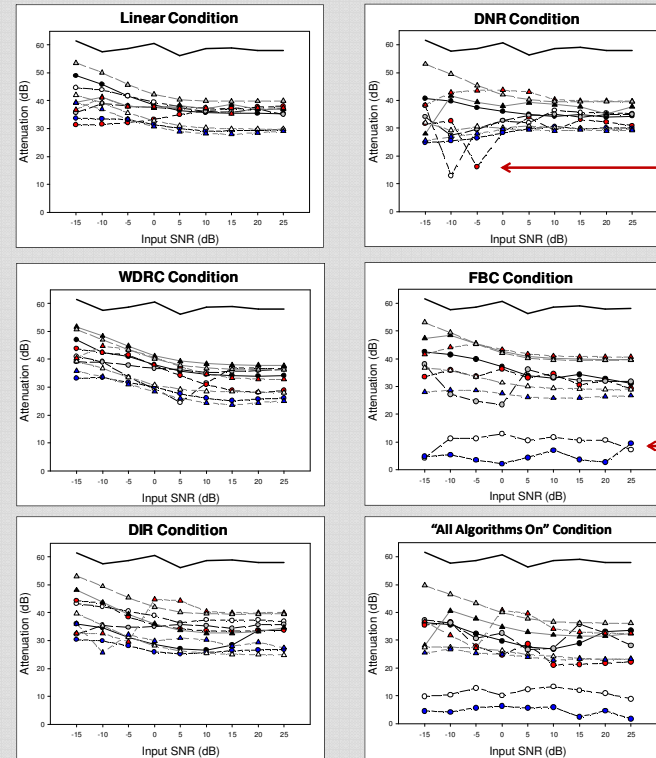 Linear Condition
Attenuation (dB)
60
50
40
30
20
10
0
-15 -10 -5 0 5 10 15 20 25
Input SNR (dB)
DNR Condition
Attenuation (dB)
60
50
40
30
20
10
0
-15 -10 -5 0 5 10 15 20 25
Input SNR (dB)
WDRC Condition
Attenuation (dB)
60
50
40
30
20
10
0
-15 -10 -5 0 5 10 15 20 25
Input SNR (dB)
FBC Condition
Attenuation (dB)
60
50
40
30
20
10
0
-15 -10 -5 0 5 10 15 20 25
Input SNR (dB)
DIR Condition
Attenuation (dB)
60
50
40
30
20
10
0
-15 -10 -5 0 5 10 15 20 25
Input SNR (dB)
“All Algorithms On” Condition
Attenuation (dB)
60
50
40
30
20
10
0
-15 -10 -5 0 5 10 15 20 25
Input SNR (dB)